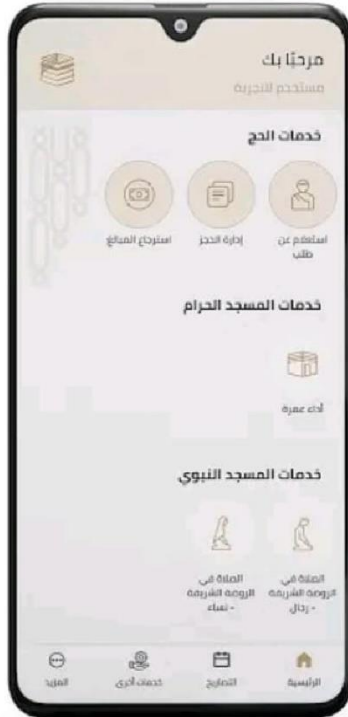 مرحبًا بك
مستخدم للتجربة
خدمات الحج
استعلام عن
طلب
إدارة الحجز
استرجاع المبالغ
خدمات المسجد الحرام
أداء عمرة
خدمات المسجد النبوي
الصلاة في
الروضة الشريفة
- رجال
الصلاة في
الروضة الشريفة
- نساء
الرئيسية
التصاريح
خدمات أخرى
المزيد